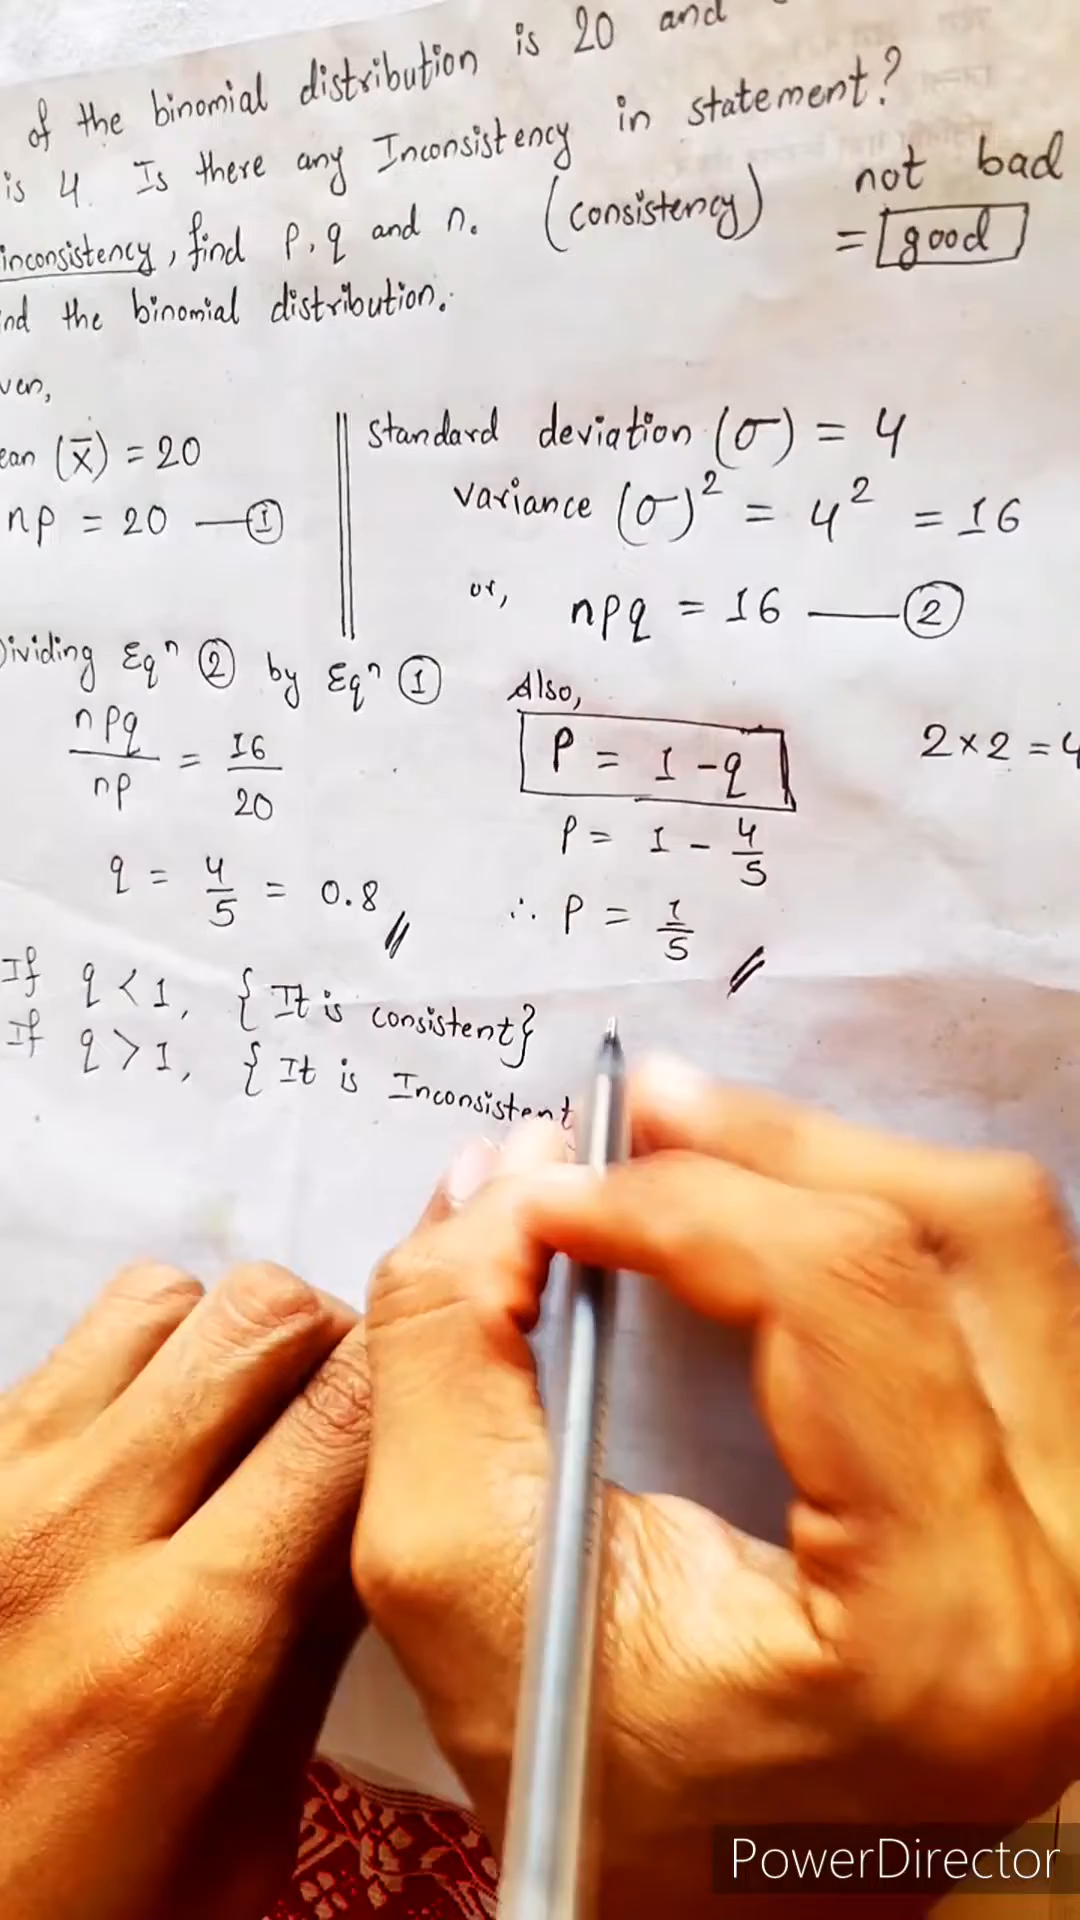 of the binomial distribution is 20 and
is 4. Is there any Inconsistency in statement?
inconsistency, find p, q and n. (consistency) not bad
= good
nd the binomial distribution.
ven,
ean (x̄) = 20
np = 20 —①
Standard deviation (σ) = 4
variance (σ)² = 4² = 16
or, npq = 16 —②
Dividing Eqⁿ ② by Eqⁿ ①
npq/np = 16/20
q = 4/5 = 0.8
Also,
P = 1 - q
P = 1 - 4/5
∴ P = 1/5
2 × 2 = 4
If q < 1, { It is consistent}
If q > 1, { It is Inconsistent
PowerDirector